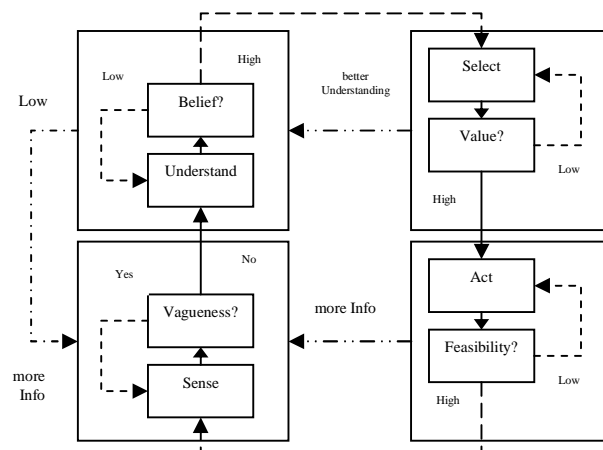 High
Low
Belief?
Understand
Low
better
Understanding
Select
Value?
Low
High
Yes
No
Vagueness?
Sense
more Info
more
Info
Act
Feasibility?
Low
High